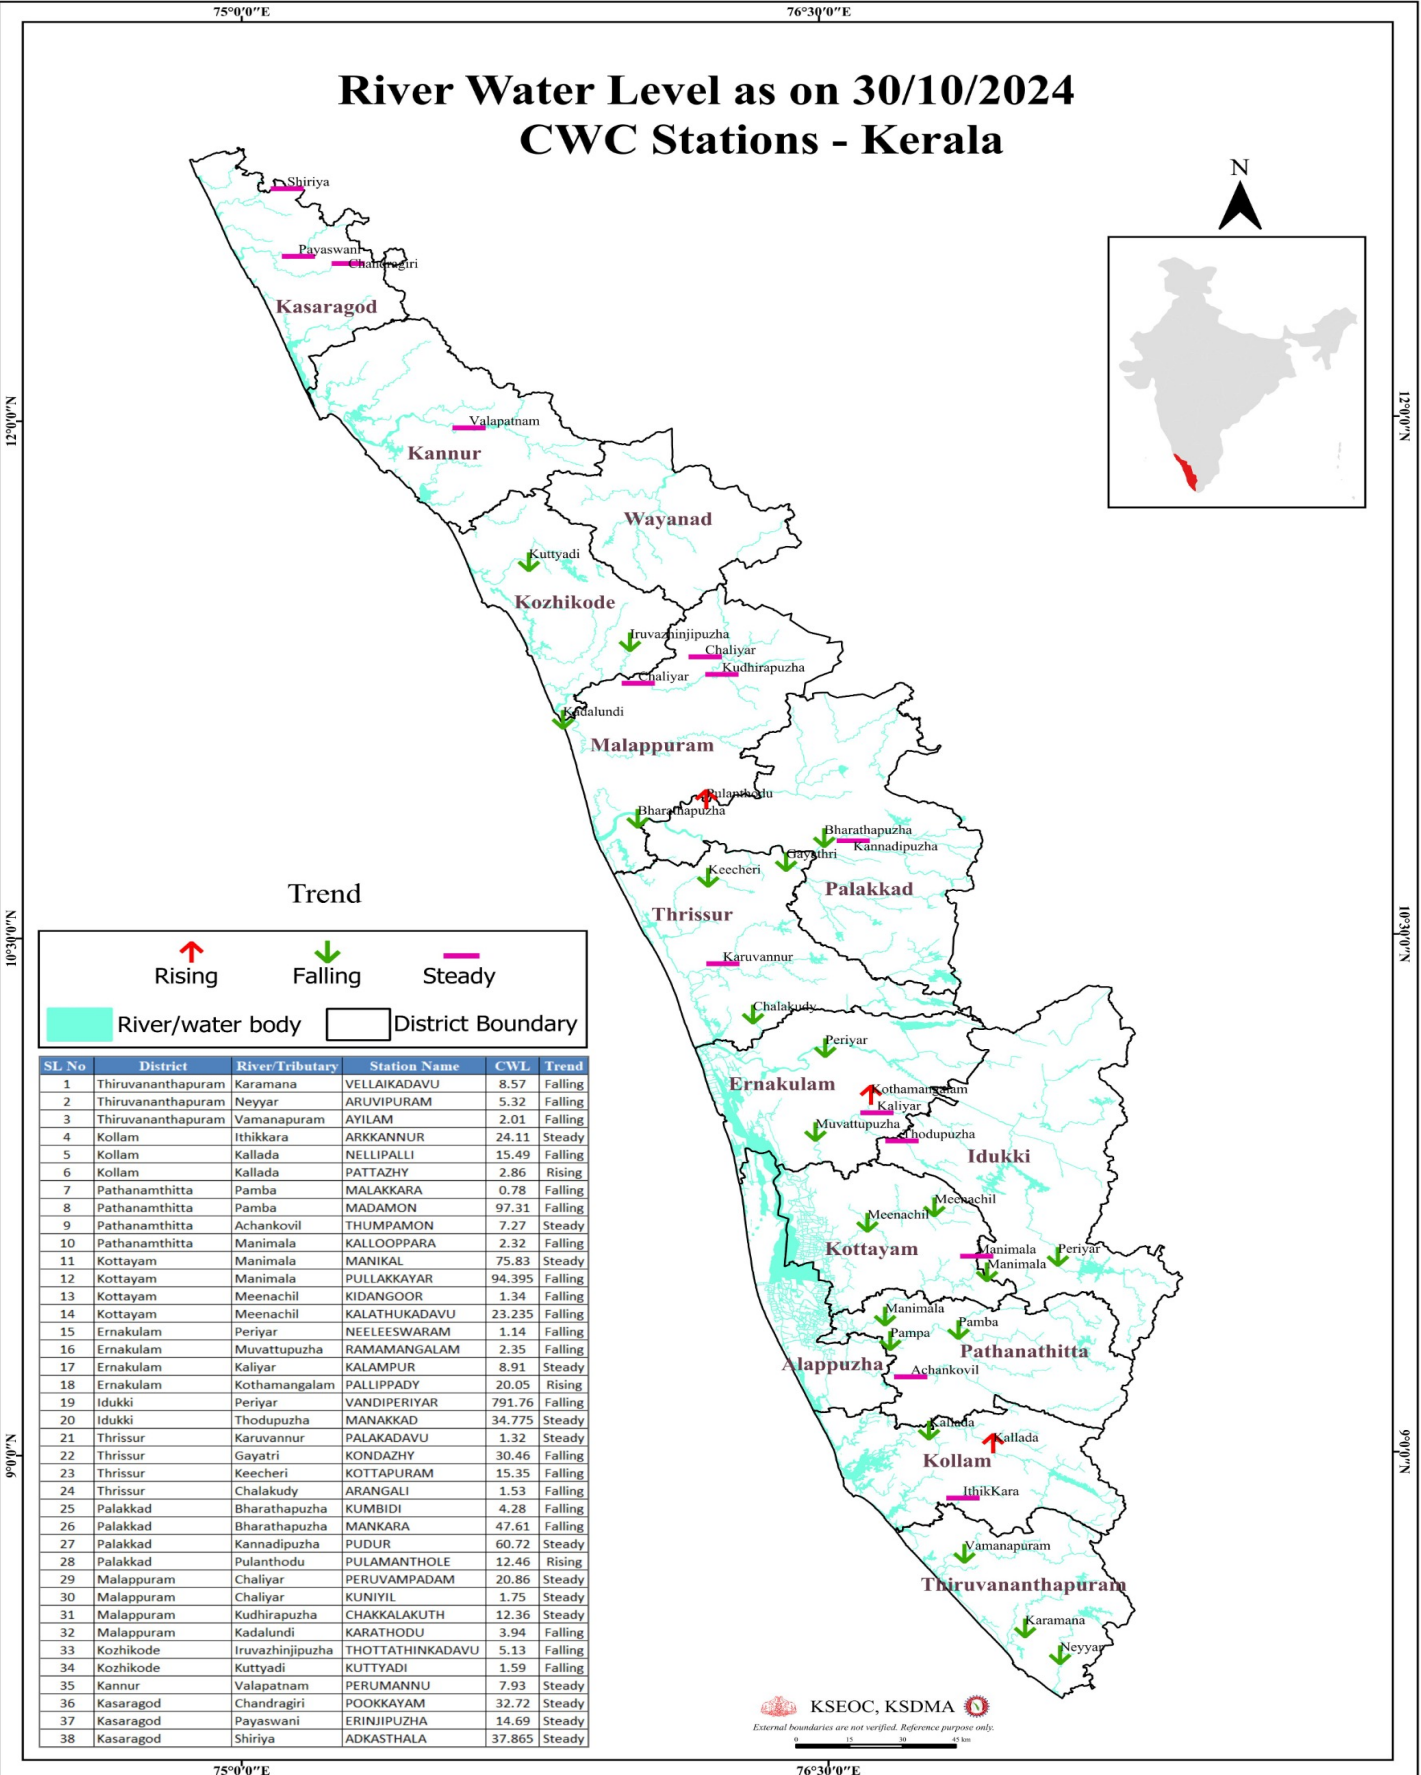 75°0'0"E 76°30'0"E
River Water Level as on 30/10/2024
CWC Stations - Kerala
N
Shiriya
Payaswani
Chandragiri
Kasaragod
12°0'0"N 12°0'0"N
Valapatnam
Kannur
Wayanad
Kuttyadi
Kozhikode
Iruvazhinjipuzha
Chaliyar
Kudhirapuzha
Chaliyar
Kadalundi
Malappuram
Pulanthodu
Bharathapuzha
Bharathapuzha
Kannadipuzha
Gayathri
Keecheri
Palakkad
Thrissur
10°30'0"N 10°30'0"N
Karuvannur
Chalakudy
Periyar
Ernakulam
Kothamangalam
Kaliyar
Muvattupuzha
Thodupuzha
Idukki
Meenachil
Meenachil
Kottayam
Manimala
Periyar
Manimala
Manimala
Pamba
Pampa
Pathanathitta
Alappuzha
Achankovil
Kallada
Kallada
9°0'0"N 9°0'0"N
Kollam
IthikKara
Vamanapuram
Thiruvananthapuram
Karamana
Neyyar
Trend
Rising Falling Steady
River/water body District Boundary
SL No District River/Tributary Station Name CWL Trend
1 Thiruvananthapuram Karamana VELLAIKADAVU 8.57 Falling
2 Thiruvananthapuram Neyyar ARUVIPURAM 5.32 Falling
3 Thiruvananthapuram Vamanapuram AYILAM 2.01 Falling
4 Kollam Ithikkara ARKKANNUR 24.11 Steady
5 Kollam Kallada NELLIPALLI 15.49 Falling
6 Kollam Kallada PATTAZHY 2.86 Rising
7 Pathanamthitta Pamba MALAKKARA 0.78 Falling
8 Pathanamthitta Pamba MADAMON 97.31 Falling
9 Pathanamthitta Achankovil THUMPAMON 7.27 Steady
10 Pathanamthitta Manimala KALLOOPPARA 2.32 Falling
11 Kottayam Manimala MANIKAL 75.83 Steady
12 Kottayam Manimala PULLAKKAYAR 94.395 Falling
13 Kottayam Meenachil KIDANGOOR 1.34 Falling
14 Kottayam Meenachil KALATHUKADAVU 23.235 Falling
15 Ernakulam Periyar NEELEESWARAM 1.14 Falling
16 Ernakulam Muvattupuzha RAMAMANGALAM 2.35 Falling
17 Ernakulam Kaliyar KALAMPUR 8.91 Steady
18 Ernakulam Kothamangalam PALLIPPADY 20.05 Rising
19 Idukki Periyar VANDIPERIYAR 791.76 Falling
20 Idukki Thodupuzha MANAKKAD 34.775 Steady
21 Thrissur Karuvannur PALAKADAVU 1.32 Steady
22 Thrissur Gayatri KONDAZHY 30.46 Falling
23 Thrissur Keecheri KOTTAPURAM 15.35 Falling
24 Thrissur Chalakudy ARANGALI 1.53 Falling
25 Palakkad Bharathapuzha KUMBIDI 4.28 Falling
26 Palakkad Bharathapuzha MANKARA 47.61 Falling
27 Palakkad Kannadipuzha PUDUR 60.72 Steady
28 Palakkad Pulanthodu PULAMANTHOLE 12.46 Rising
29 Malappuram Chaliyar PERUVAMPADAM 20.86 Steady
30 Malappuram Chaliyar KUNIYIL 1.75 Steady
31 Malappuram Kudhirapuzha CHAKKALAKUTH 12.36 Steady
32 Malappuram Kadalundi KARATHODU 3.94 Falling
33 Kozhikode Iruvazhinjipuzha THOTTATHINKADAVU 5.13 Falling
34 Kozhikode Kuttyadi KUTTYADI 1.59 Falling
35 Kannur Valapatnam PERUMANNU 7.93 Steady
36 Kasaragod Chandragiri POOKKAYAM 32.72 Steady
37 Kasaragod Payaswani ERINJIPUZHA 14.69 Steady
38 Kasaragod Shiriya ADKASTHALA 37.865 Steady
KSEOC, KSDMA
External boundaries are not verified. Reference purpose only.
0 15 30 45 km
75°0'0"E 76°30'0"E